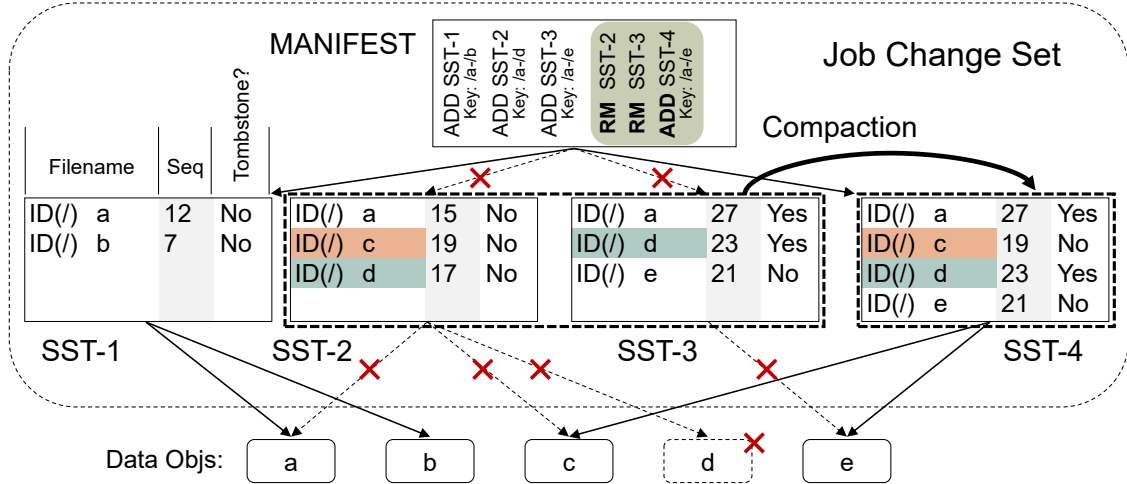 MANIFEST
ADD SST-1
Key: /a-/b
ADD SST-2
Key: /a-/d
ADD SST-3
Key: /a-/e
RM SST-2
RM SST-3
ADD SST-4
Key: /a-/e
Job Change Set
Compaction
Filename Seq Tombstone?
ID(/) a 12 No
ID(/) b 7 No
SST-1
ID(/) a 15 No
ID(/) c 19 No
ID(/) d 17 No
SST-2
ID(/) a 27 Yes
ID(/) d 23 Yes
ID(/) e 21 No
SST-3
ID(/) a 27 Yes
ID(/) c 19 No
ID(/) d 23 Yes
ID(/) e 21 No
SST-4
Data Objs: a b c d e